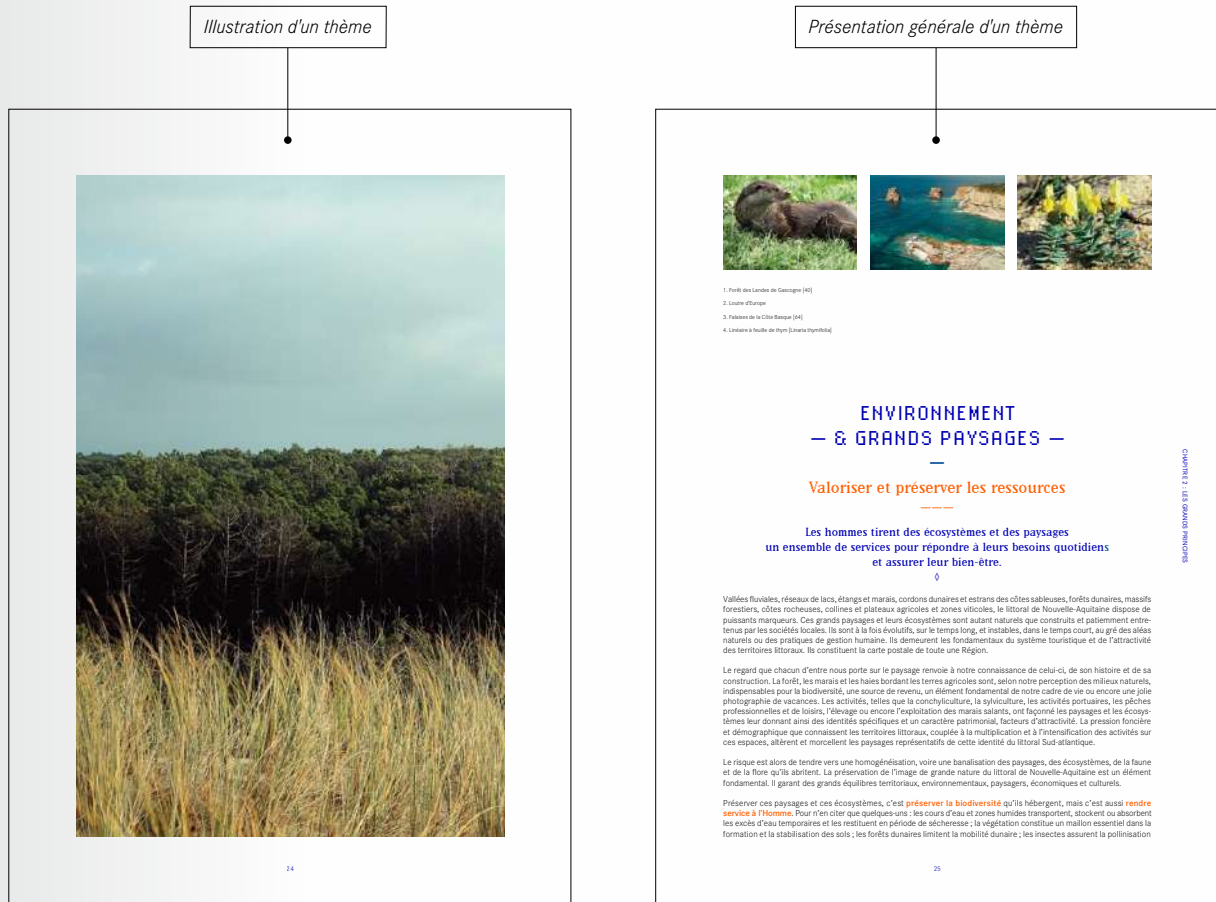 Illustration d'un thème
Présentation générale d'un thème
1. Forêt des Landes de Gascogne [40]
2. Loutre d'Europe
3. Falaises de la Côte Basque [64]
4. Linéaire à feuille de thym [Linaria thymifolia]
ENVIRONNEMENT
— & GRANDS PAYSAGES —
—
Valoriser et préserver les ressources
———
Les hommes tirent des écosystèmes et des paysages
un ensemble de services pour répondre à leurs besoins quotidiens
et assurer leur bien-être.
◊
Vallées fluviales, réseaux de lacs, étangs et marais, cordons dunaires et estrans des côtes sableuses, forêts dunaires, massifs
forestiers, côtes rocheuses, collines et plateaux agricoles et zones viticoles, le littoral de Nouvelle-Aquitaine dispose de
puissants marqueurs. Ces grands paysages et leurs écosystèmes sont autant naturels que construits et patiemment entre-
tenus par les sociétés locales. Ils sont à la fois évolutifs, sur le temps long, et instables, dans le temps court, au gré des aléas
naturels ou des pratiques de gestion humaine. Ils demeurent les fondamentaux du système touristique et de l'attractivité
des territoires littoraux. Ils constituent la carte postale de toute une Région.
Le regard que chacun d'entre nous porte sur le paysage renvoie à notre connaissance de celui-ci, de son histoire et de sa
construction. La forêt, les marais et les haies bordant les terres agricoles sont, selon notre perception des milieux naturels,
indispensables pour la biodiversité, une source de revenu, un élément fondamental de notre cadre de vie ou encore une jolie
photographie de vacances. Les activités, telles que la conchyliculture, la sylviculture, les activités portuaires, les pêches
professionnelles et de loisirs, l'élevage ou encore l'exploitation des marais salants, ont façonné les paysages et les écosys-
tèmes leur donnant ainsi des identités spécifiques et un caractère patrimonial, facteurs d'attractivité. La pression foncière
et démographique que connaissent les territoires littoraux, couplée à la multiplication et à l'intensification des activités sur
ces espaces, altèrent et morcellent les paysages représentatifs de cette identité du littoral Sud-atlantique.
Le risque est alors de tendre vers une homogénéisation, voire une banalisation des paysages, des écosystèmes, de la faune
et de la flore qu'ils abritent. La préservation de l'image de grande nature du littoral de Nouvelle-Aquitaine est un élément
fondamental. Il garant des grands équilibres territoriaux, environnementaux, paysagers, économiques et culturels.
Préserver ces paysages et ces écosystèmes, c'est préserver la biodiversité qu'ils hébergent, mais c'est aussi rendre
service à l'Homme. Pour n'en citer que quelques-uns : les cours d'eau et zones humides transportent, stockent ou absorbent
les excès d'eau temporaires et les restituent en période de sécheresse ; la végétation constitue un maillon essentiel dans la
formation et la stabilisation des sols ; les forêts dunaires limitent la mobilité dunaire ; les insectes assurent la pollinisation
CHAPITRE 2 : LES GRANDS PRINCIPES
24
25